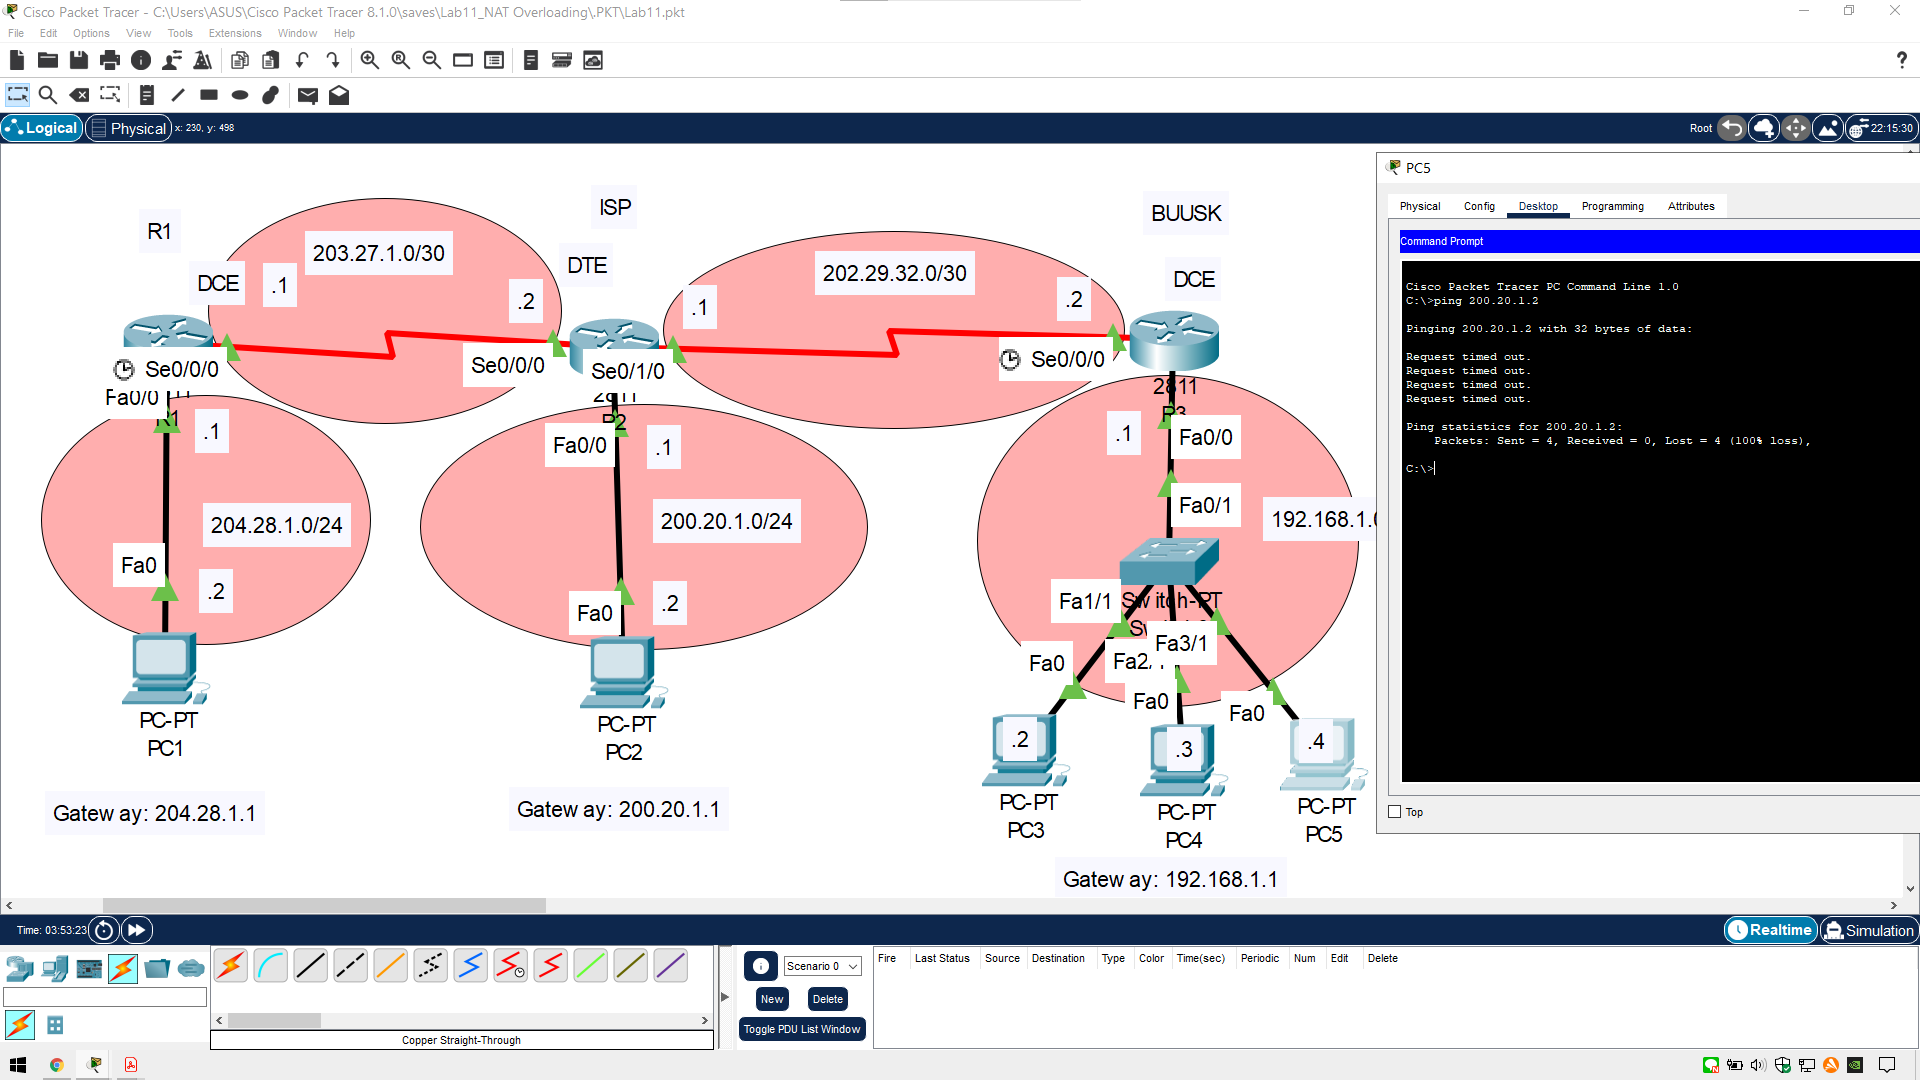 Cisco Packet Tracer - C:\Users\ASUS\Cisco Packet Tracer 8.1.0\saves\Lab11_NAT Overloading\.PKT\Lab11.pkt
File Edit Options View Tools Extensions Window Help
?
Logical Physical x: 230, y: 498 Root 22:15:30
PC5
Physical Config Desktop Programming Attributes
Command Prompt
Cisco Packet Tracer PC Command Line 1.0
C:\>ping 200.20.1.2
Pinging 200.20.1.2 with 32 bytes of data:
Request timed out.
Request timed out.
Request timed out.
Request timed out.
Ping statistics for 200.20.1.2:
Packets: Sent = 4, Received = 0, Lost = 4 (100% loss),
C:\>
Top
R1
ISP
BUUSK
DCE
.1
203.27.1.0/30
.2
DTE
.1
202.29.32.0/30
.2
DCE
Se0/0/0
Se0/0/0
Se0/1/0
Se0/0/0
Fa0/0
R1
2811
R2
2811
R3
.1
Fa0/0
.1
.1
Fa0/0
Fa0/1
204.28.1.0/24
200.20.1.0/24
192.168.1.0
Fa0
.2
Fa0
.2
Fa1/1
Switch-PT
Fa3/1
Fa2/
Fa0
Fa0
Fa0
.2
.3
.4
PC-PT
PC1
PC-PT
PC2
PC-PT
PC3
PC-PT
PC4
PC-PT
PC5
Gateway: 204.28.1.1
Gateway: 200.20.1.1
Gateway: 192.168.1.1
Time: 03:53:23
Realtime Simulation
Scenario 0
New Delete
Toggle PDU List Window
Fire Last Status Source Destination Type Color Time(sec) Periodic Num Edit Delete
Copper Straight-Through